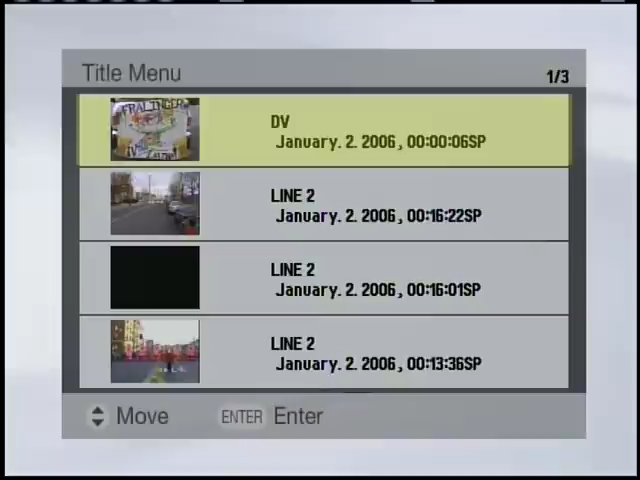 Title Menu
1/3
FRALINGER
DV
January. 2. 2006, 00:00:06SP
LINE 2
January. 2. 2006, 00:16:22SP
LINE 2
January. 2. 2006, 00:16:01SP
LINE 2
January. 2. 2006, 00:13:36SP
Move
ENTER Enter